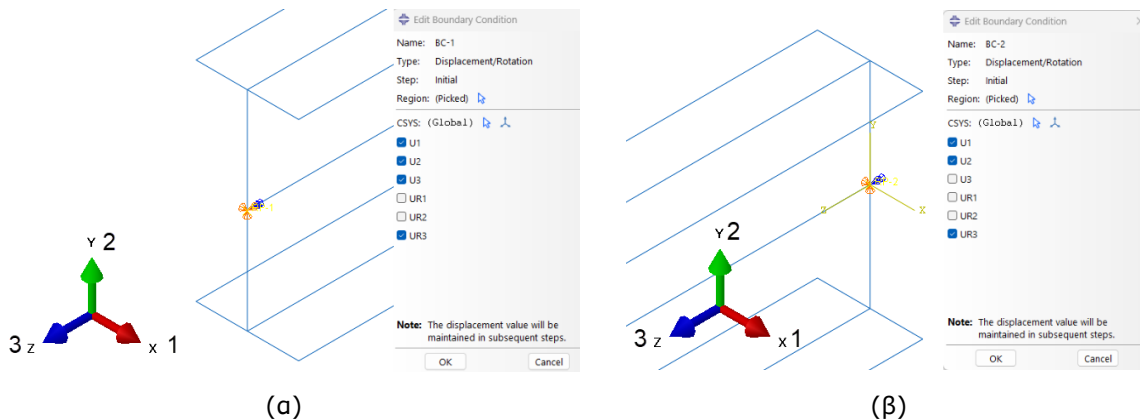 Edit Boundary Condition
Name: BC-1
Type: Displacement/Rotation
Step: Initial
Region: (Picked)
CSYS: (Global)
U1
U2
U3
UR1
UR2
UR3
Note: The displacement value will be
maintained in subsequent steps.
OK Cancel
Y 2
3 Z
X 1
(α)
Edit Boundary Condition
Name: BC-2
Type: Displacement/Rotation
Step: Initial
Region: (Picked)
CSYS: (Global)
U1
U2
U3
UR1
UR2
UR3
Note: The displacement value will be
maintained in subsequent steps.
OK Cancel
Y
Z
X
Y 2
3 Z
X 1
(β)